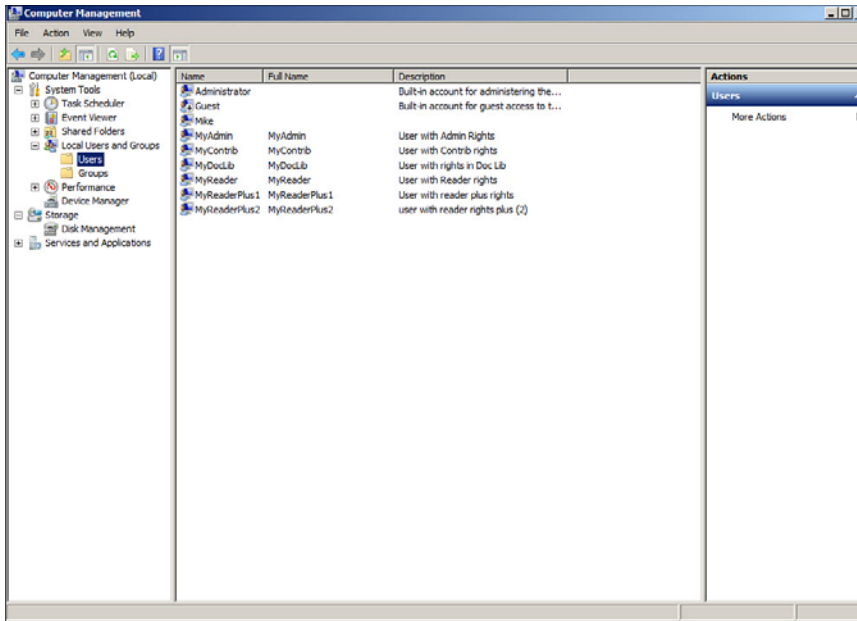 Computer Management
File Action View Help
Computer Management (Local)
System Tools
Task Scheduler
Event Viewer
Shared Folders
Local Users and Groups
Users
Groups
Performance
Device Manager
Storage
Disk Management
Services and Applications
Name Full Name Description
Administrator Built-in account for administering the...
Guest Built-in account for guest access to t...
Mike
MyAdmin MyAdmin User with Admin Rights
MyContrib MyContrib User with Contrib rights
MyDocLib MyDocLib User with rights in Doc Lib
MyReader MyReader User with Reader rights
MyReaderPlus1 MyReaderPlus1 User with reader plus rights
MyReaderPlus2 MyReaderPlus2 user with reader rights plus (2)
Actions
Users
More Actions